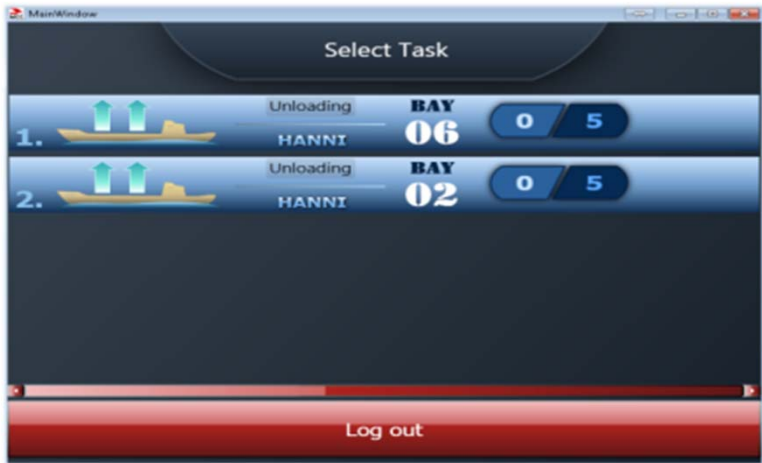 MainWindow
Select Task
1.
Unloading
HANNI
BAY
06
0 5
2.
Unloading
HANNI
BAY
02
0 5
Log out